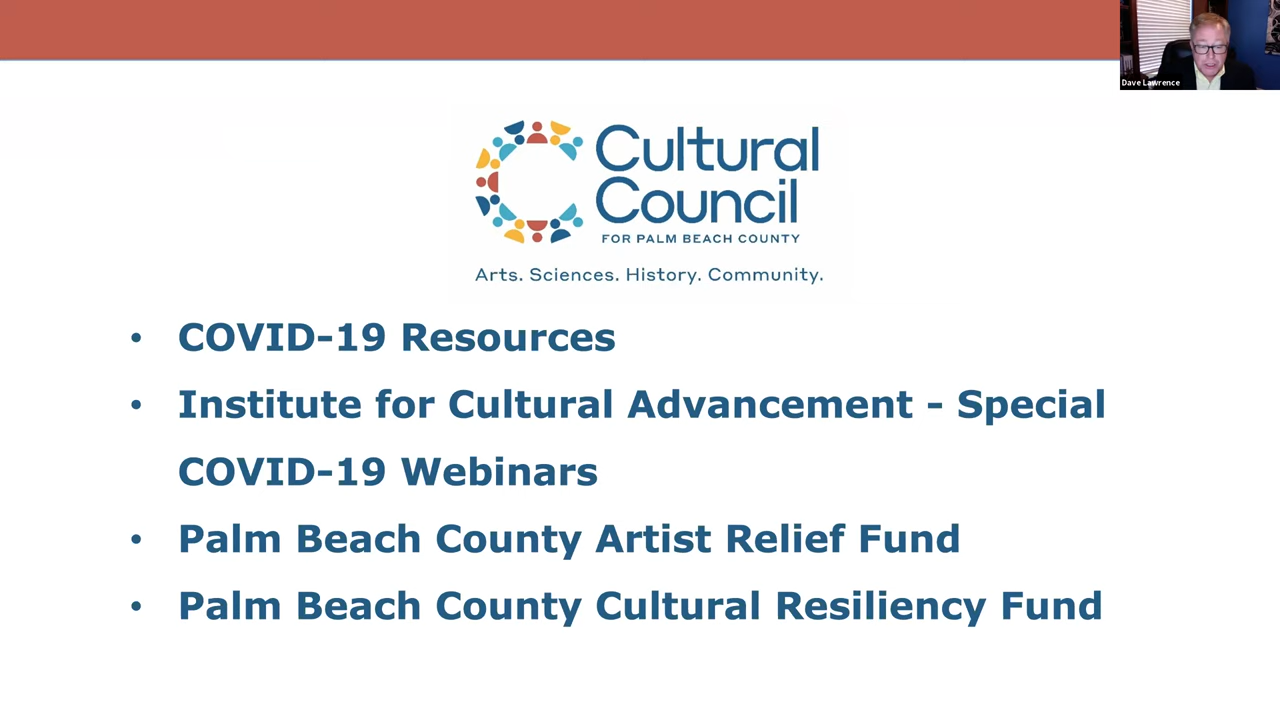 Dave Lawrence
Cultural
Council
FOR PALM BEACH COUNTY
Arts. Sciences. History. Community.
• COVID-19 Resources
• Institute for Cultural Advancement - Special
COVID-19 Webinars
• Palm Beach County Artist Relief Fund
• Palm Beach County Cultural Resiliency Fund